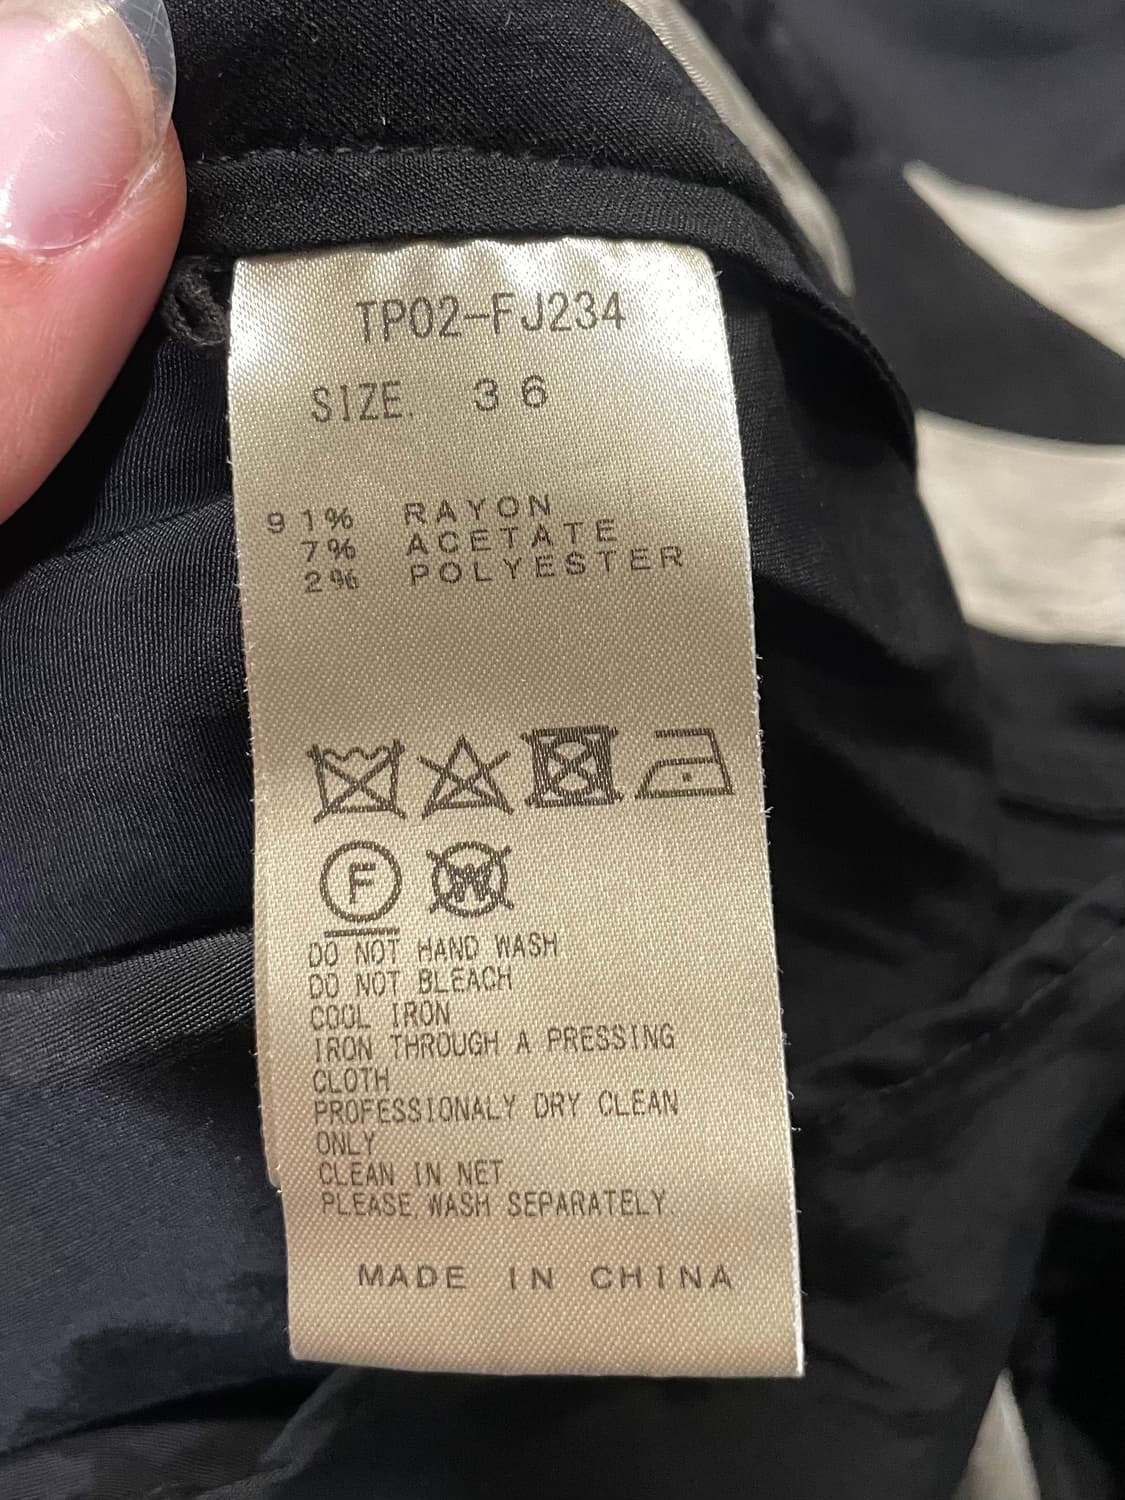 TP02-FJ234
SIZE. 36
91% RAYON
7% ACETATE
2% POLYESTER
F W
DO NOT HAND WASH
DO NOT BLEACH
COOL IRON
IRON THROUGH A PRESSING
CLOTH
PROFESSIONALY DRY CLEAN
ONLY
CLEAN IN NET
PLEASE, WASH SEPARATELY.
MADE IN CHINA